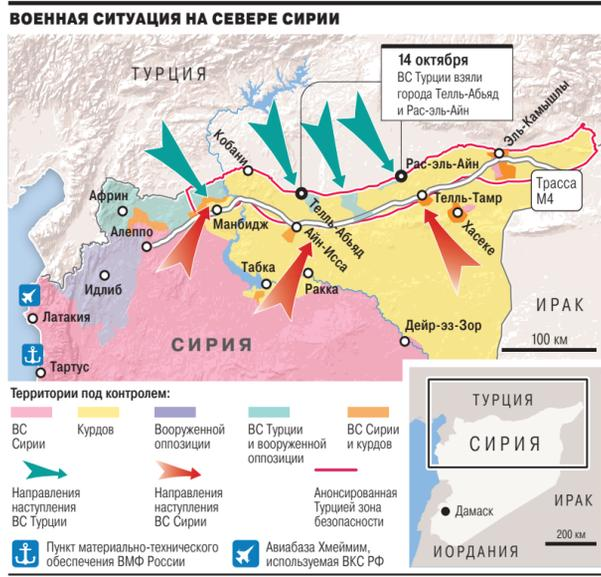 ВОЕННАЯ СИТУАЦИЯ НА СЕВЕРЕ СИРИИ
ТУРЦИЯ
14 октября
ВС Турции взяли
города Телль-Абьяд
и Рас-эль-Айн
Эль-Камышлы
Кобани
Рас-эль-Айн
Трасса
М4
Африн
Телль-Тамр
Манбидж
Телль-Абьяд
Алеппо
Айн-Исса
Хасеке
Идлиб
Табка
Ракка
Латакия
СИРИЯ
Дейр-эз-Зор
ИРАК
100 км
Тартус
Территории под контролем:
ВС
Сирии
Курдов
Вооруженной
оппозиции
ВС Турции
и вооруженной
оппозиции
ВС Сирии
и курдов
Направления
наступления
ВС Турции
Направления
наступления
ВС Сирии
Анонсированная
Турцией зона
безопасности
Пункт материально-технического
обеспечения ВМФ России
Авиабаза Хмеймим,
используемая ВКС РФ
ТУРЦИЯ
СИРИЯ
ИРАК
Дамаск
200 км
ИОРДАНИЯ